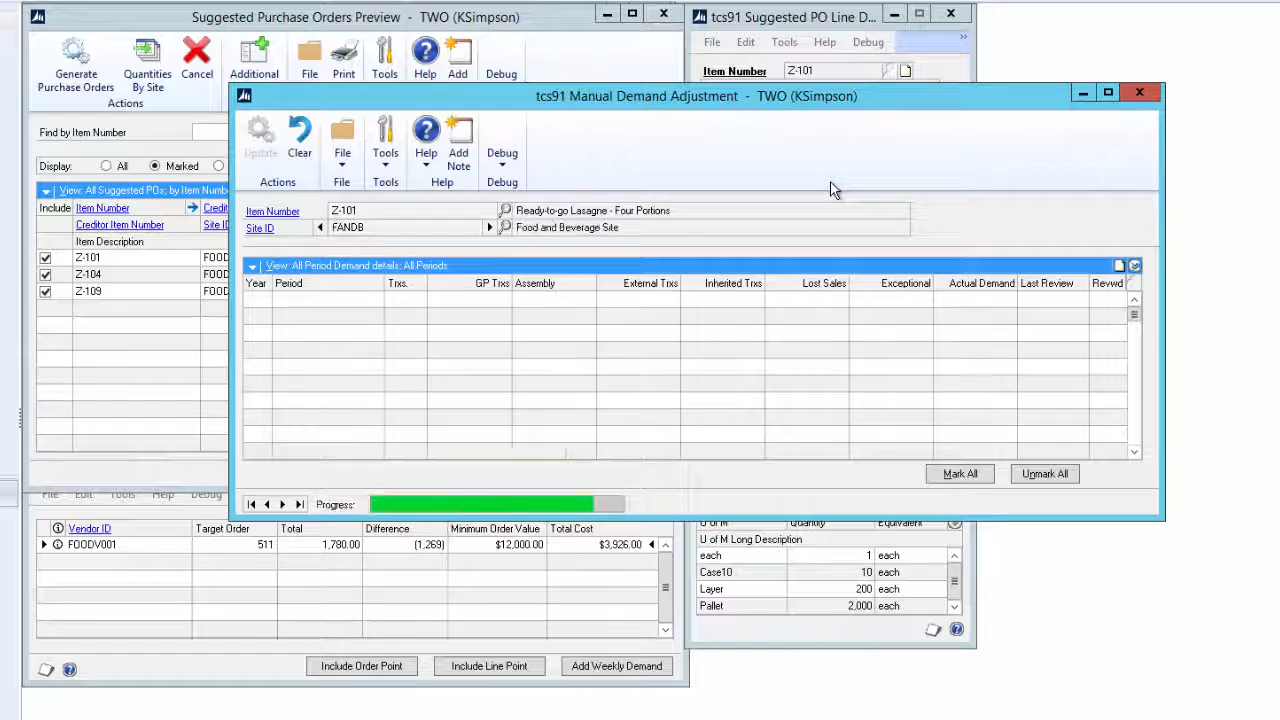 Suggested Purchase Orders Preview - TWO (KSimpson)
Generate Purchase Orders
Quantities By Site
Cancel
Additional
File
Print
Tools
Help
Add
Debug
Actions
Find by Item Number
Display: All Marked
View: All Suggested POs; by Item Numb
Include Item Number Credi
Creditor Item Number Site I
Item Description
Z-101 FOOD
Z-104 FOOD
Z-109 FOOD
tcs91 Suggested PO Line D...
File Edit Tools Help Debug
Item Number Z-101
tcs91 Manual Demand Adjustment - TWO (KSimpson)
Update
Clear
File
Tools
Help
Add Note
Debug
Actions File Tools Help Debug
Item Number Z-101 Ready-to-go Lasagne - Four Portions
Site ID FANDB Food and Beverage Site
View: All Period Demand details; All Periods
Year Period Trxs. GP Trxs Assembly External Trxs Inherited Trxs Lost Sales Exceptional Actual Demand Last Review Revwd
Mark All Unmark All
Progress:
File Edit Tools Help Debug
Vendor ID Target Order Total Difference Minimum Order Value Total Cost
FOODV001 511 1,780.00 (1,269) $12,000.00 $3,926.00
Include Order Point Include Line Point Add Weekly Demand
U of M Quantity Equivalent
U of M Long Description
each 1 each
Case10 10 each
Layer 200 each
Pallet 2,000 each